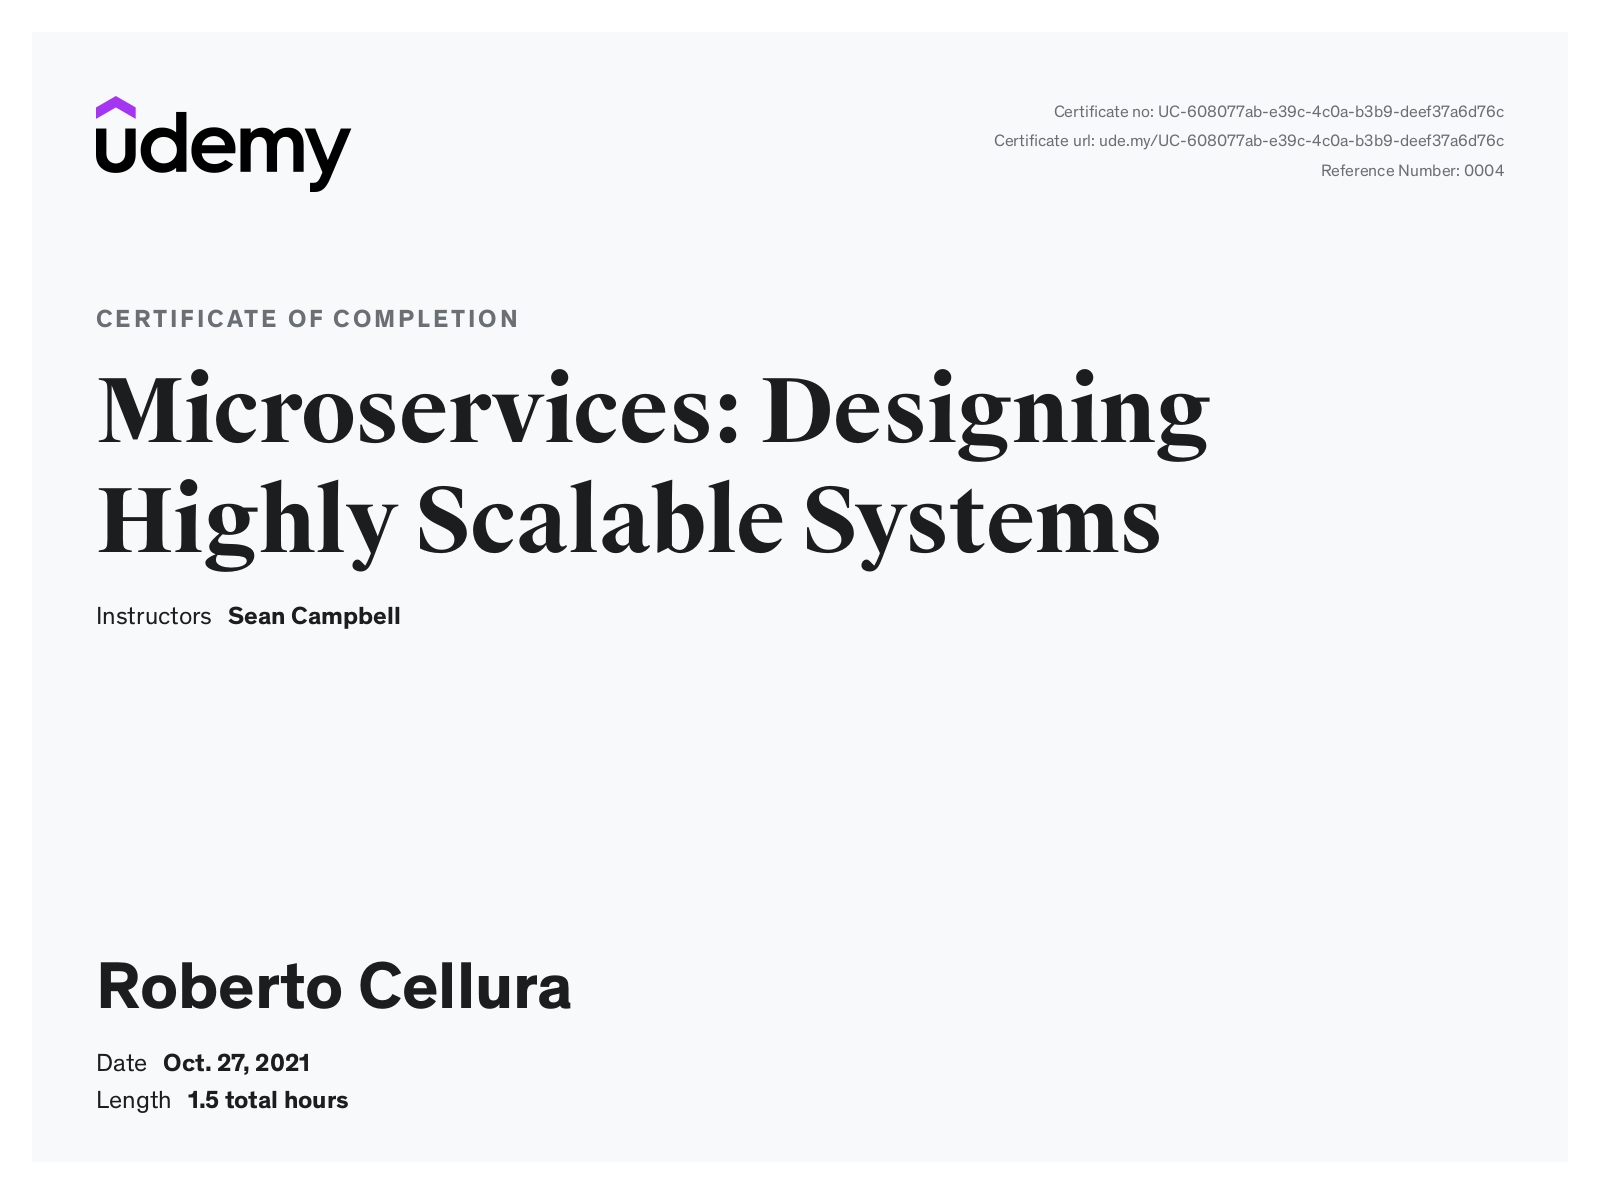 udemy
Certificate no: UC-608077ab-e39c-4c0a-b3b9-deef37a6d76c
Certificate url: ude.my/UC-608077ab-e39c-4c0a-b3b9-deef37a6d76c
Reference Number: 0004
CERTIFICATE OF COMPLETION
Microservices: Designing
Highly Scalable Systems
Instructors Sean Campbell
Roberto Cellura
Date Oct. 27, 2021
Length 1.5 total hours